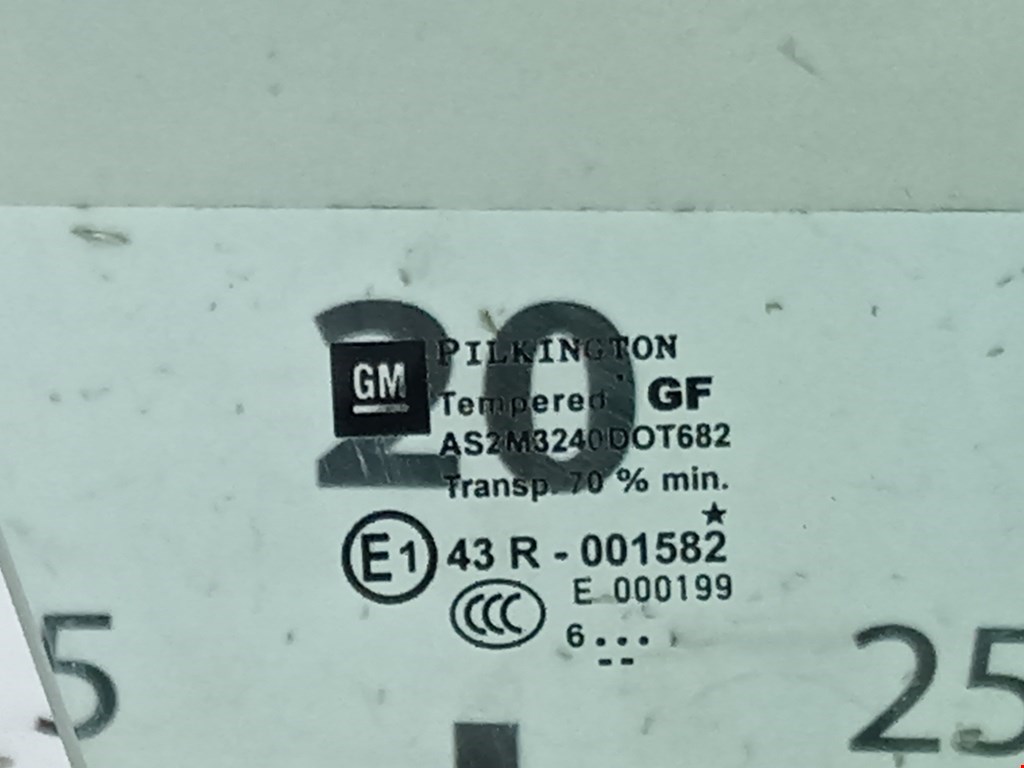 20
GM
PILKINGTON
Tempered GF
AS2M3240DOT682
Transp. 70 % min.
★
E1 43 R - 001582
CCC E 000199
6...
--
5
25